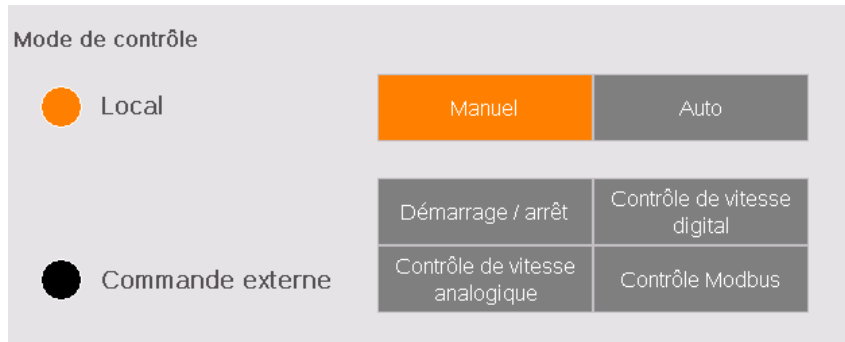 Mode de contrôle
Local
Manuel
Auto
Démarrage / arrêt
Contrôle de vitesse
digital
Commande externe
Contrôle de vitesse
analogique
Contrôle Modbus